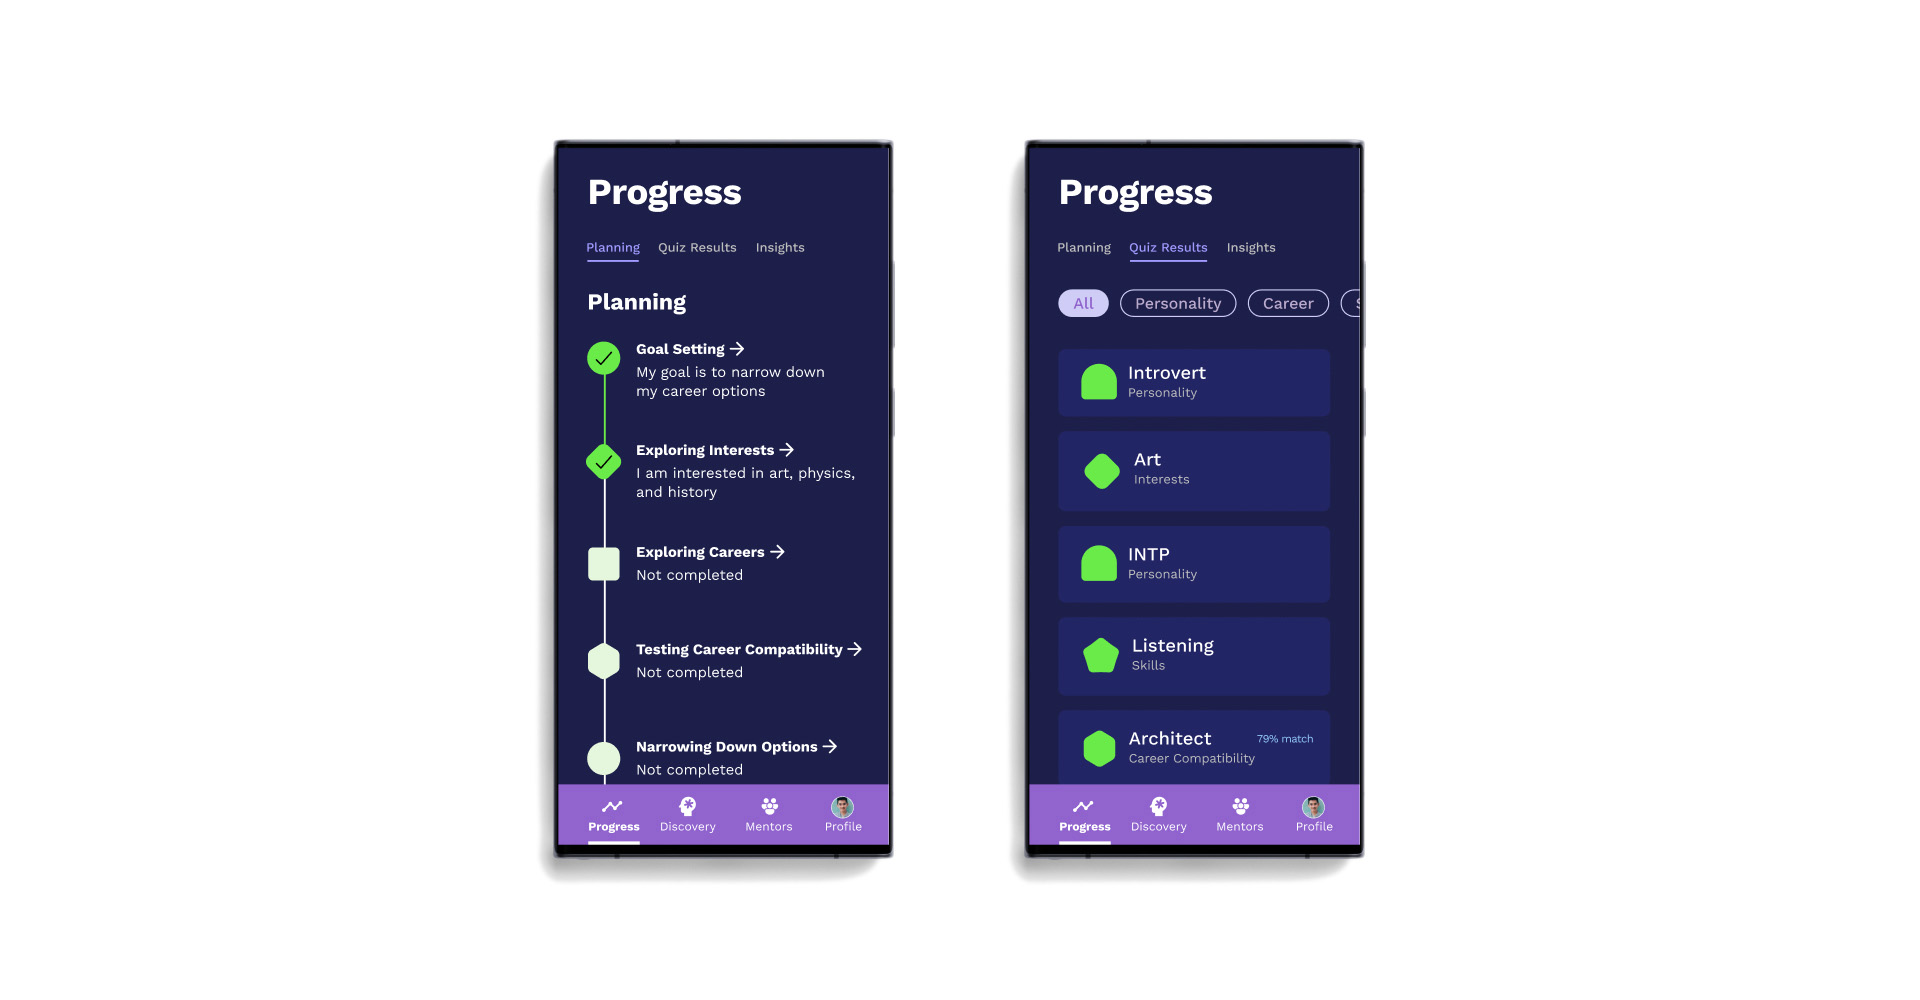 Progress
Planning Quiz Results Insights
Planning
Goal Setting
My goal is to narrow down
my career options
Exploring Interests
I am interested in art, physics,
and history
Exploring Careers
Not completed
Testing Career Compatibility
Not completed
Narrowing Down Options
Not completed
Progress Discovery Mentors Profile
Progress
Planning Quiz Results Insights
All Personality Career
Introvert
Personality
Art
Interests
INTP
Personality
Listening
Skills
Architect 79% match
Career Compatibility
Progress Discovery Mentors Profile